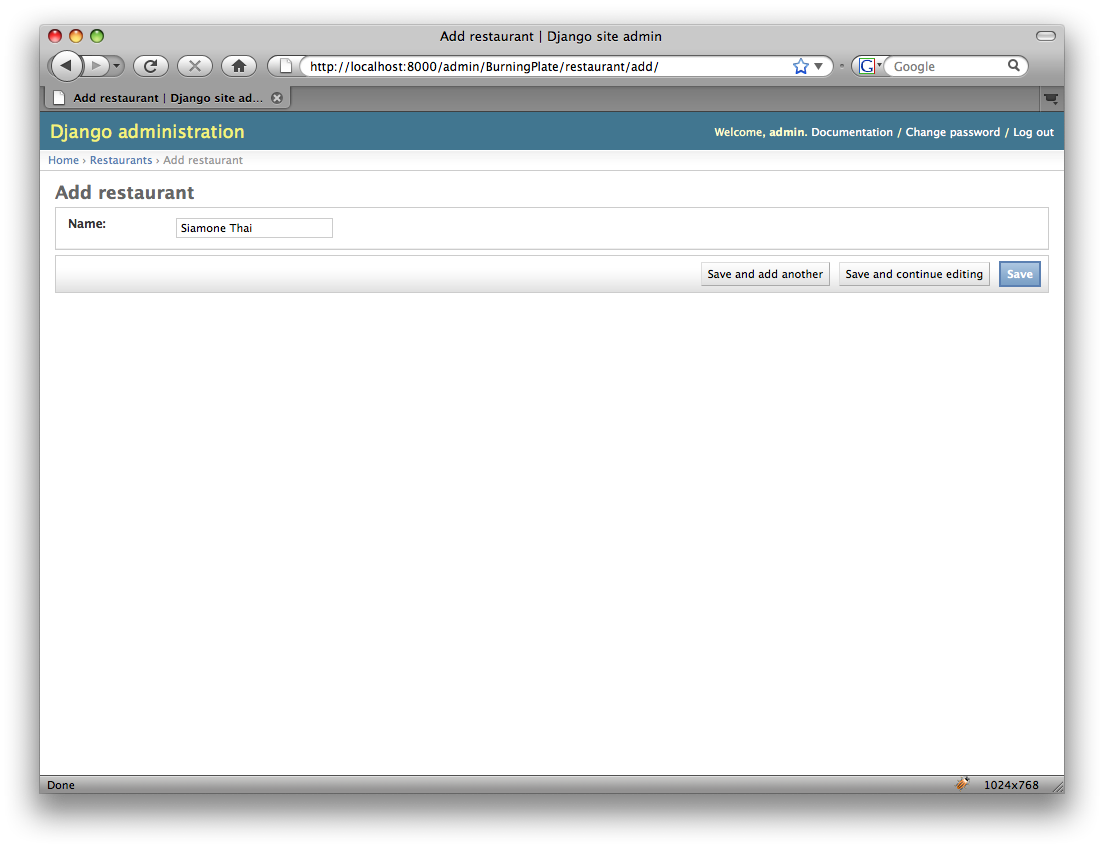 Add restaurant | Django site admin
http://localhost:8000/admin/BurningPlate/restaurant/add/
G Google
Add restaurant | Django site ad...
Django administration
Welcome, admin. Documentation / Change password / Log out
Home › Restaurants › Add restaurant
Add restaurant
Name: Siamone Thai
Save and add another Save and continue editing Save
Done 1024x768